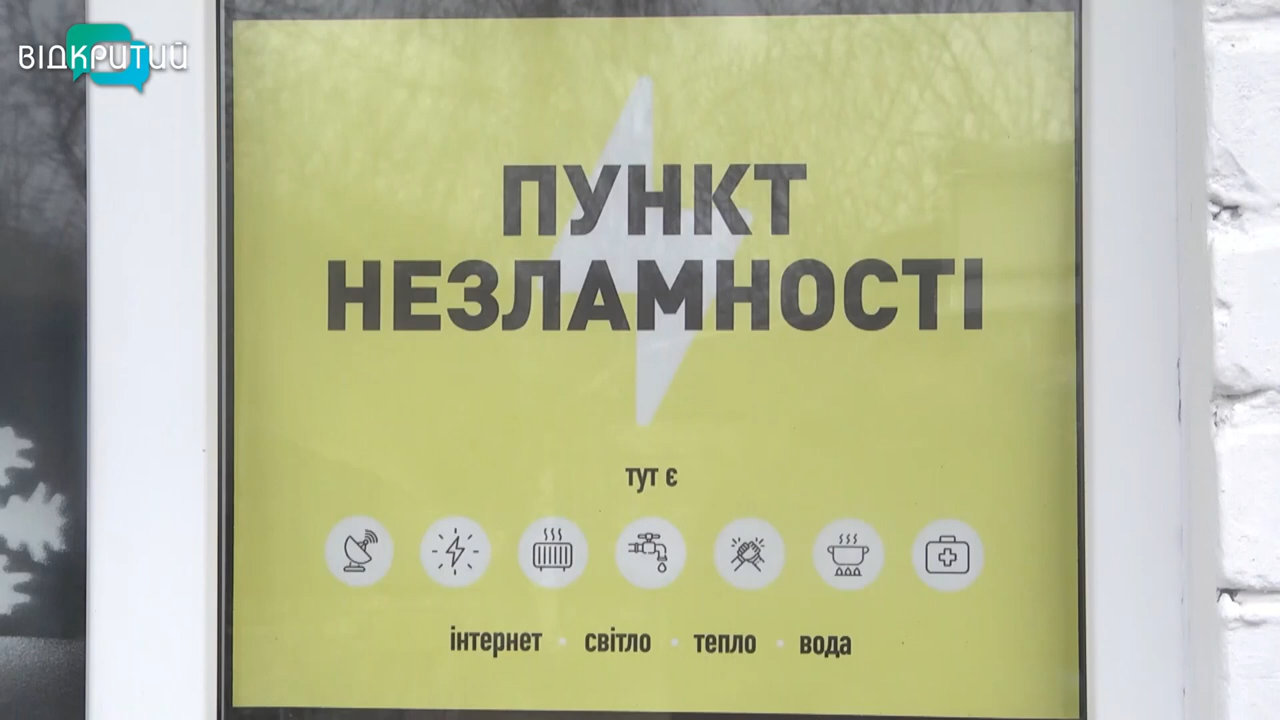 ВІДКРИТИЙ
ПУНКТ
НЕЗЛАМНОСТІ
тут є
інтернет · світло · тепло · вода